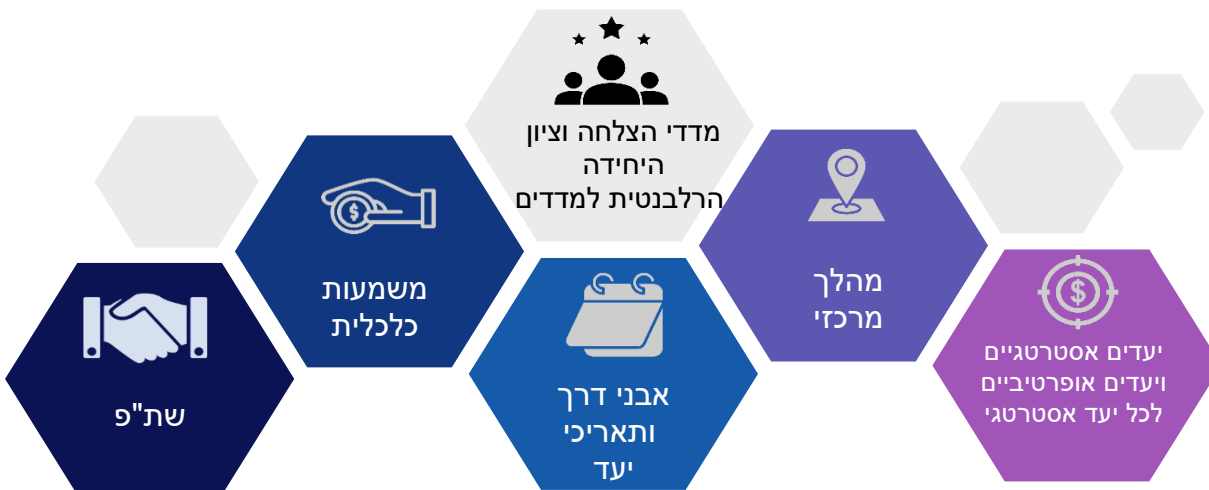 יעדים אסטרטגיים
ויעדים אופרטיביים
לכל יעד אסטרטגי
מהלך
מרכזי
מדדי הצלחה וציון
היחידה
הרלבנטית למדדים
אבני דרך
ותאריכי
יעד
משמעות
כלכלית
שת"פ